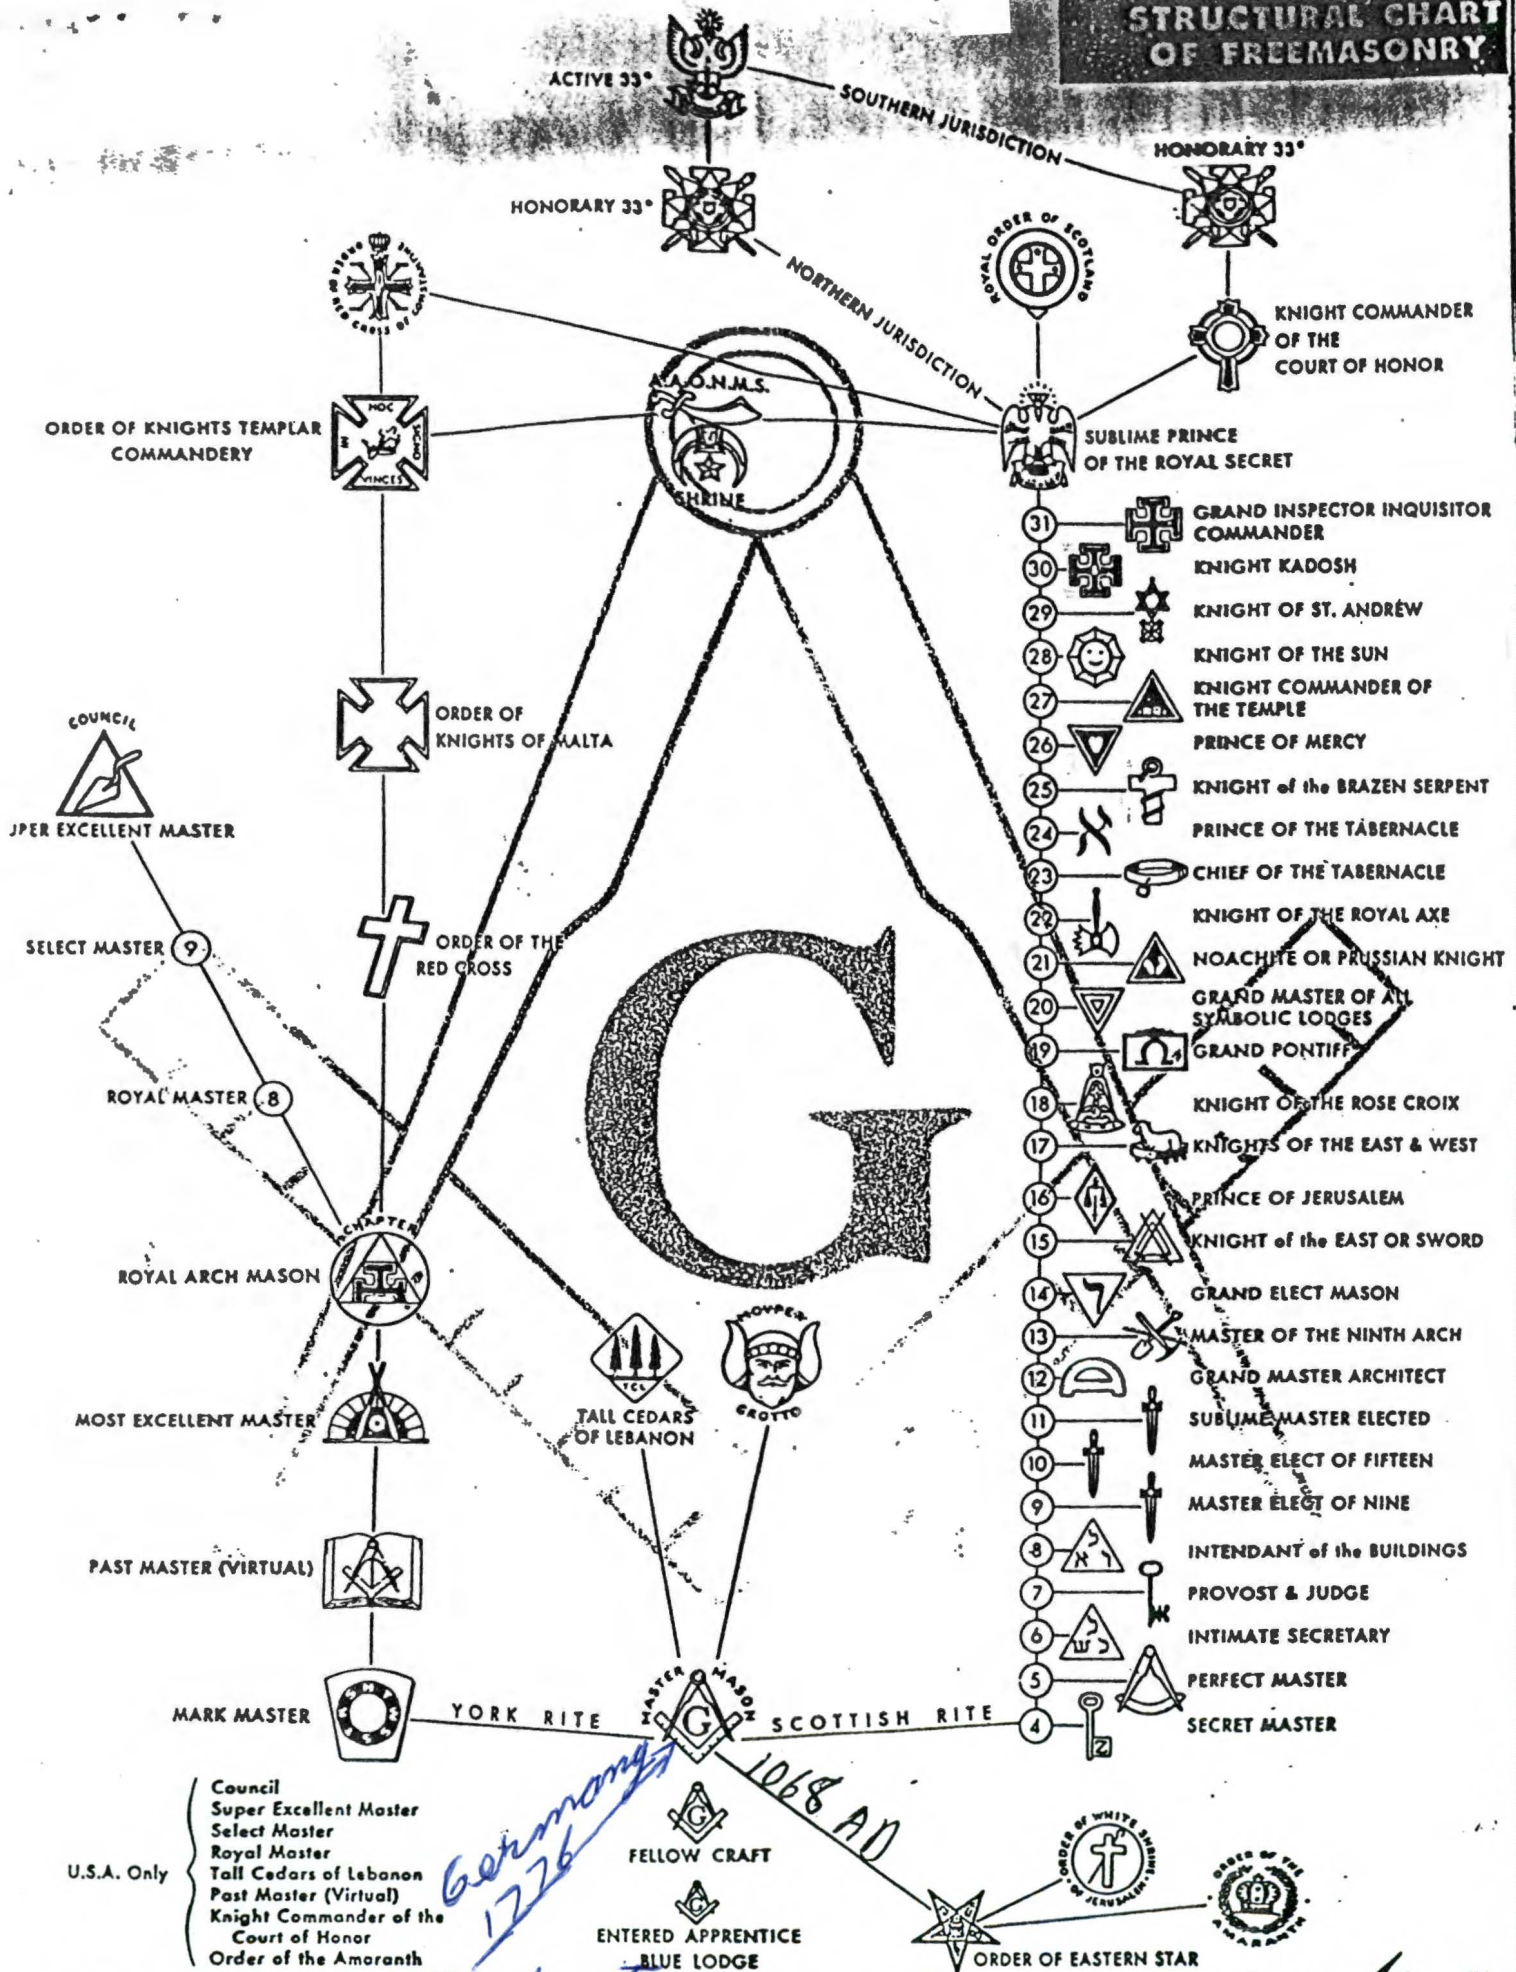 STRUCTURAL CHART
OF FREEMASONRY
ACTIVE 33°
SOUTHERN JURISDICTION
HONORARY 33°
HONORARY 33°
NORTHERN JURISDICTION
ROYAL ORDER OF SCOTLAND
ORDER OF RED CROSS OF CONSTANTINE
KNIGHT COMMANDER
OF THE
COURT OF HONOR
A.A.O.N.M.S.
SHRINE
ORDER OF KNIGHTS TEMPLAR
COMMANDERY
IN
HOC
SIGNO
VINCES
SUBLIME PRINCE
OF THE ROYAL SECRET
31 GRAND INSPECTOR INQUISITOR
COMMANDER
30 KNIGHT KADOSH
29 KNIGHT OF ST. ANDREW
28 KNIGHT OF THE SUN
27 KNIGHT COMMANDER OF
THE TEMPLE
26 PRINCE OF MERCY
25 KNIGHT of the BRAZEN SERPENT
24 PRINCE OF THE TABERNACLE
23 CHIEF OF THE TABERNACLE
22 KNIGHT OF THE ROYAL AXE
21 NOACHITE OR PRUSSIAN KNIGHT
20 GRAND MASTER OF ALL
SYMBOLIC LODGES
19 GRAND PONTIFF
18 KNIGHT OF THE ROSE CROIX
17 KNIGHTS OF THE EAST & WEST
16 PRINCE OF JERUSALEM
15 KNIGHT of the EAST OR SWORD
14 GRAND ELECT MASON
13 MASTER OF THE NINTH ARCH
12 GRAND MASTER ARCHITECT
11 SUBLIME MASTER ELECTED
10 MASTER ELECT OF FIFTEEN
9 MASTER ELECT OF NINE
8 INTENDANT of the BUILDINGS
7 PROVOST & JUDGE
6 INTIMATE SECRETARY
5 PERFECT MASTER
4 SECRET MASTER
ORDER OF
KNIGHTS OF MALTA
COUNCIL
UPER EXCELLENT MASTER
ORDER OF THE
RED CROSS
SELECT MASTER 9
ROYAL MASTER 8
G
CHAPTER
ROYAL ARCH MASON
MOST EXCELLENT MASTER
PAST MASTER (VIRTUAL)
MARK MASTER
TCL
TALL CEDARS
OF LEBANON
MOVPER
GROTTO
YORK RITE
MASTER MASON
G
SCOTTISH RITE
Germany
1776
1068 AD
G
FELLOW CRAFT
G
ENTERED APPRENTICE
BLUE LODGE
ORDER OF WHITE SHRINE
OF JERUSALEM
ORDER OF THE
AMARANTH
ORDER OF EASTERN STAR
U.S.A. Only
Council
Super Excellent Master
Select Master
Royal Master
Tall Cedars of Lebanon
Past Master (Virtual)
Knight Commander of the
Court of Honor
Order of the Amaranth